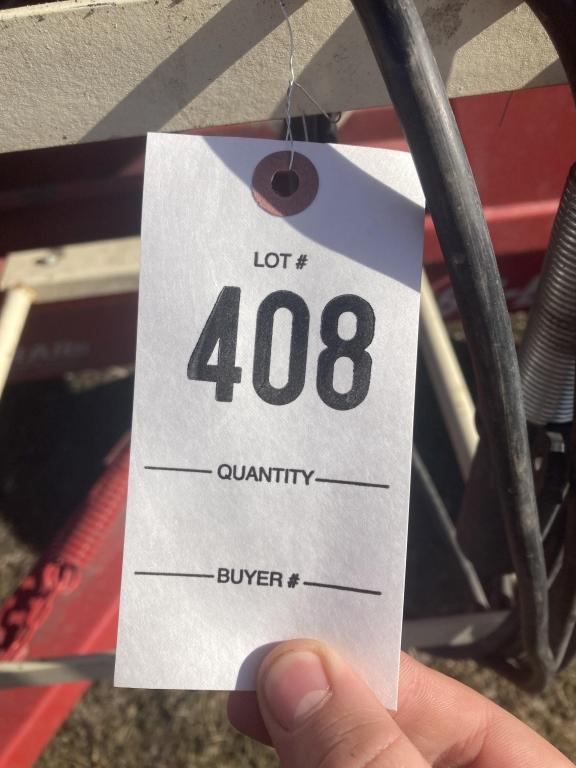 LOT #
408
QUANTITY
BUYER #